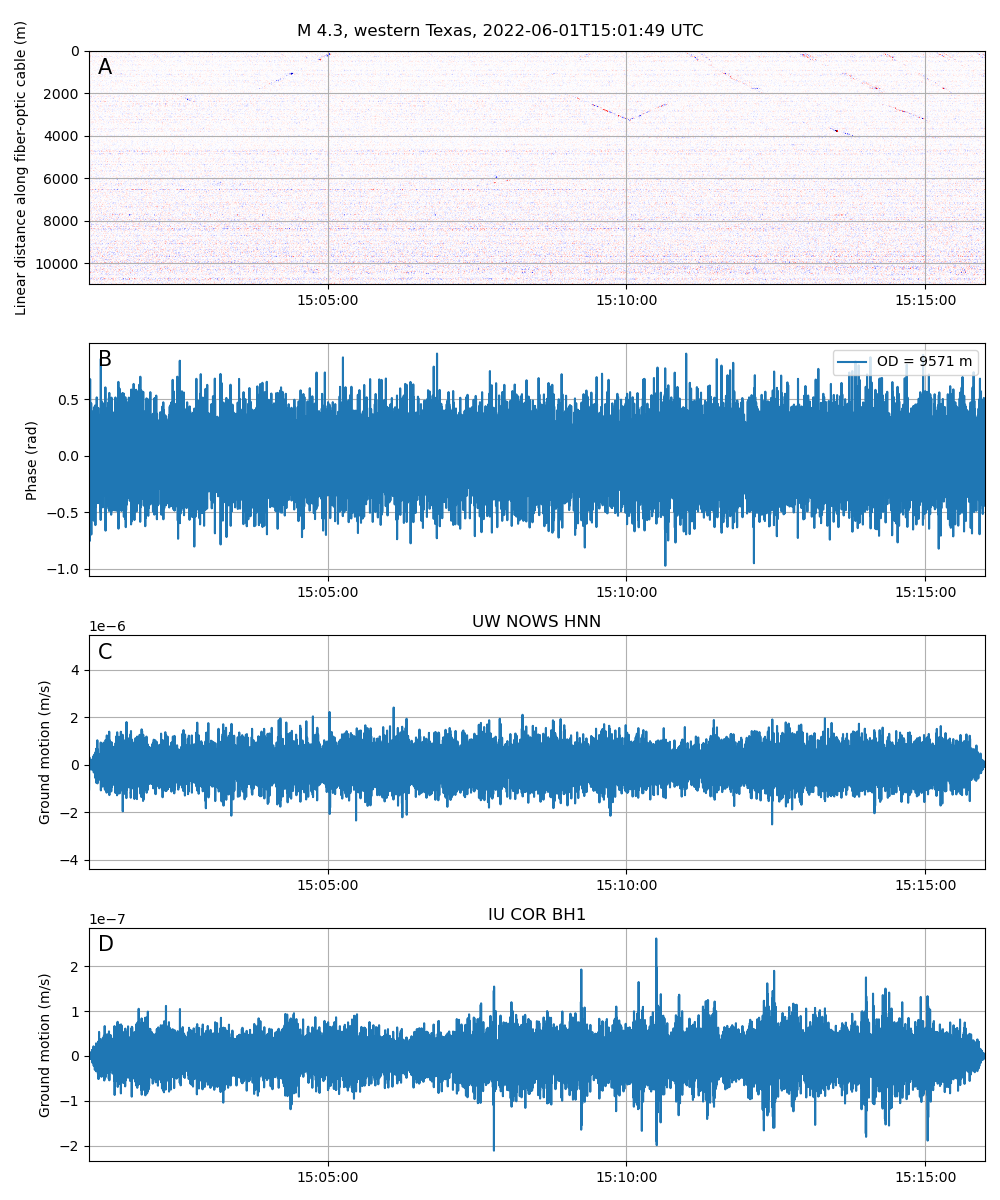 M 4.3, western Texas, 2022-06-01T15:01:49 UTC
A
Linear distance along fiber-optic cable (m)
0
2000
4000
6000
8000
10000
15:05:00 15:10:00 15:15:00
B
OD = 9571 m
Phase (rad)
0.5
0.0
−0.5
−1.0
15:05:00 15:10:00 15:15:00
UW NOWS HNN
1e−6
C
Ground motion (m/s)
4
2
0
−2
−4
15:05:00 15:10:00 15:15:00
IU COR BH1
1e−7
D
Ground motion (m/s)
2
1
0
−1
−2
15:05:00 15:10:00 15:15:00